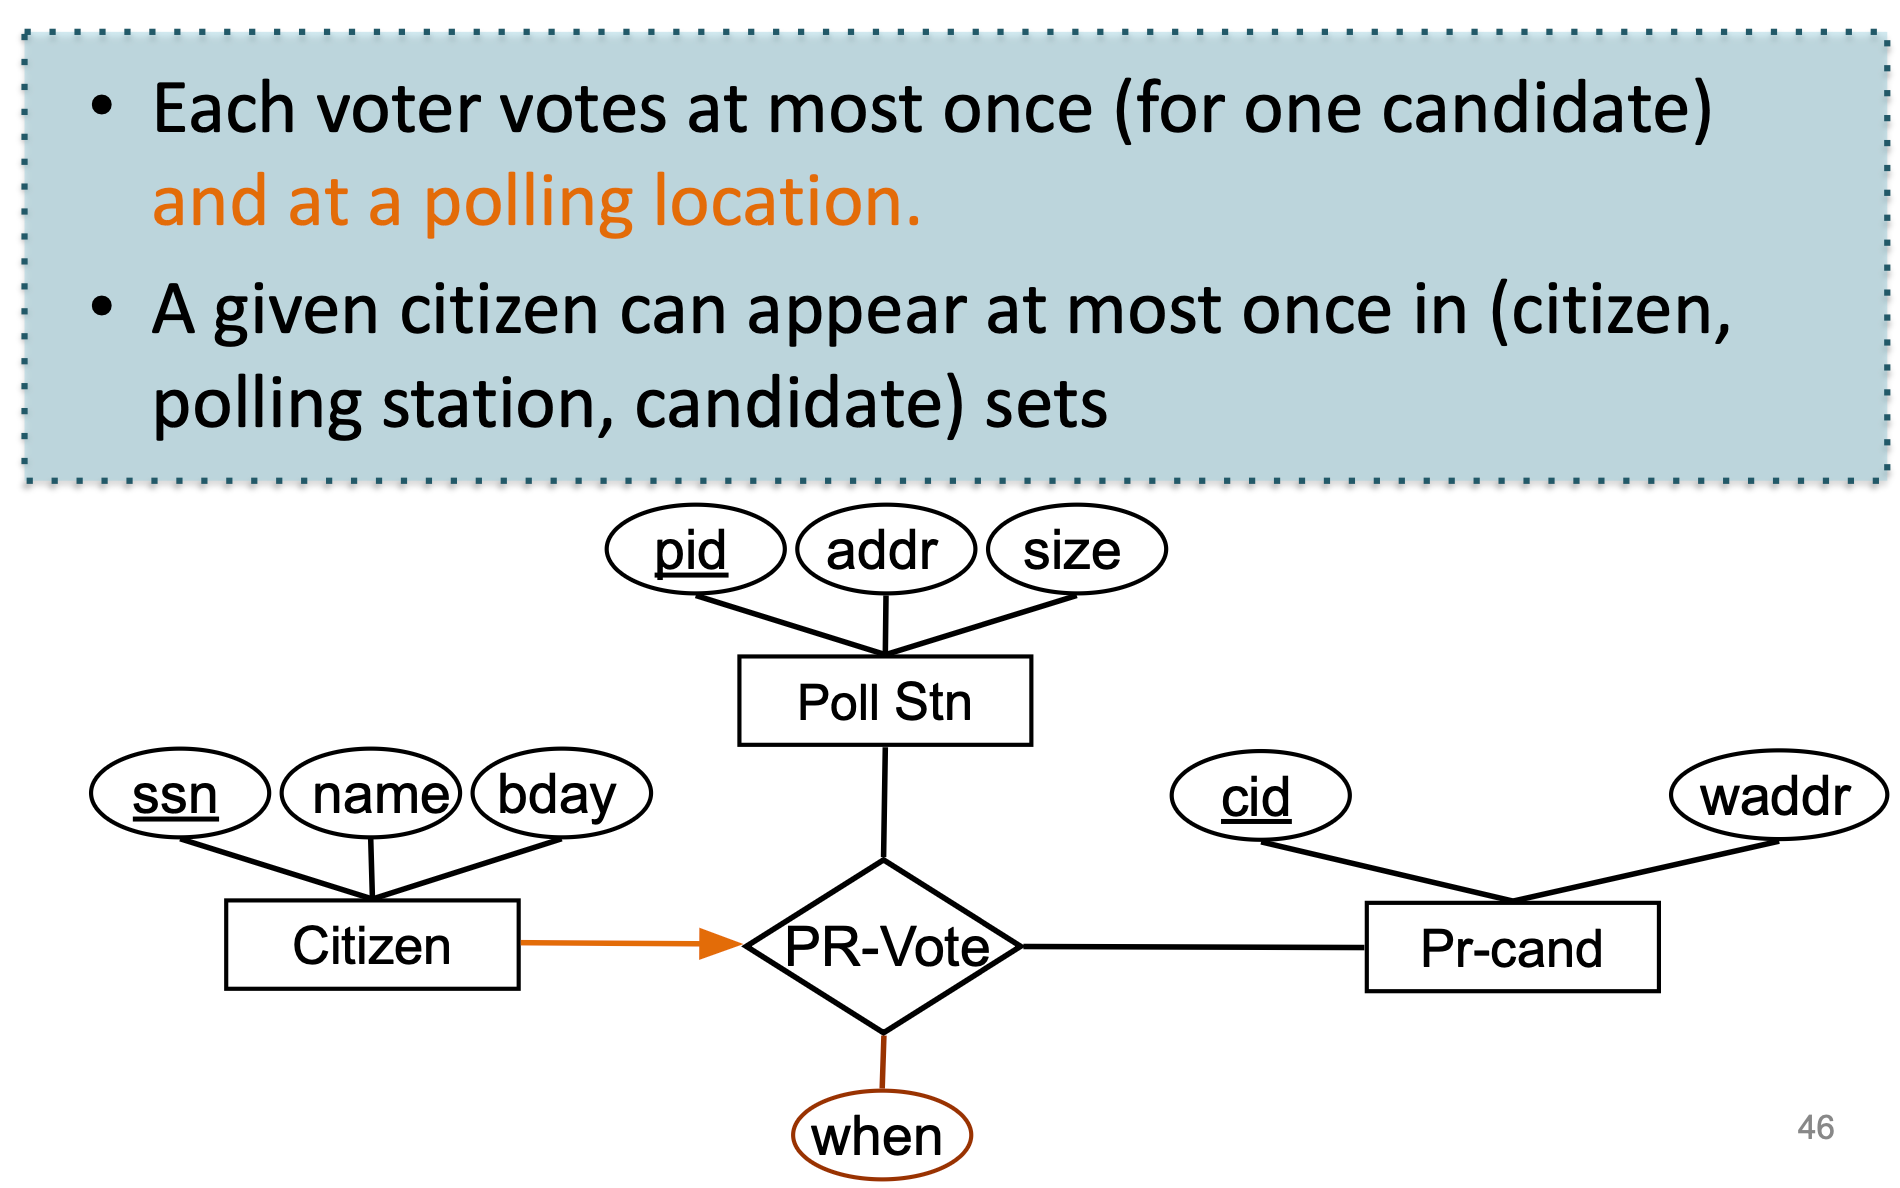 • Each voter votes at most once (for one candidate)
and at a polling location.
• A given citizen can appear at most once in (citizen,
polling station, candidate) sets
pid addr size
Poll Stn
ssn name bday cid waddr
Citizen PR-Vote Pr-cand
when
46